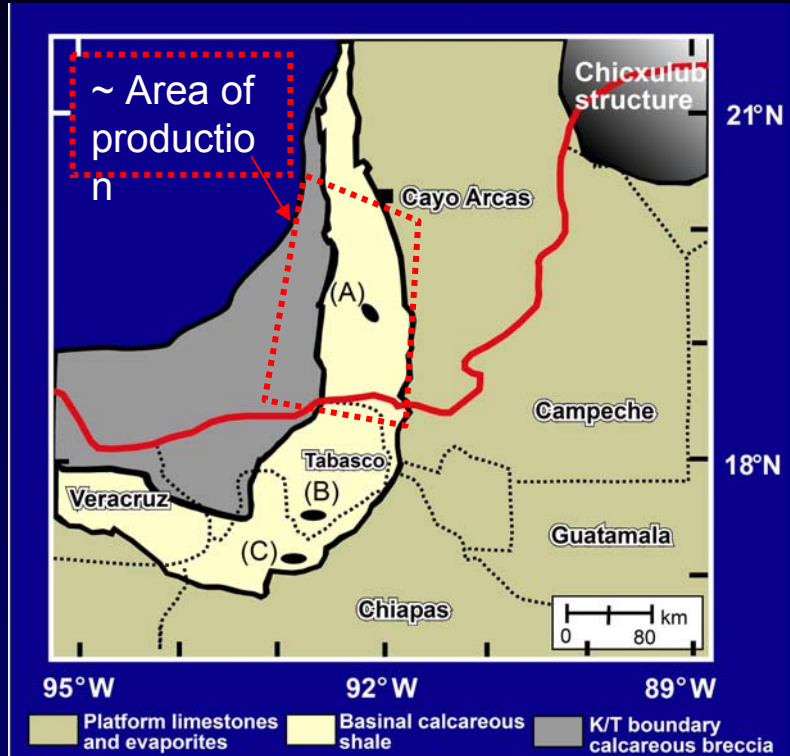 ~ Area of
productio
n
Chicxulub
structure
21°N
Cayo Arcas
(A)
Campeche
18°N
Tabasco
Veracruz
(B)
Guatamala
(C)
Chiapas
km
0 80
95°W 92°W 89°W
Platform limestones
and evaporites
Basinal calcareous
shale
K/T boundary
calcareous breccia